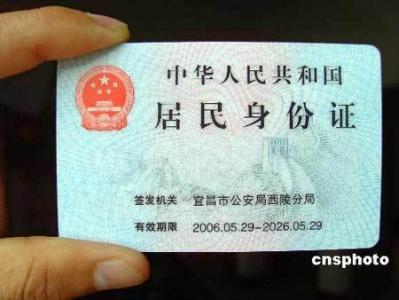 中华人民共和国
居民身份证
签发机关 宜昌市公安局西陵分局
有效期限 2006.05.29-2026.05.29
cnsphoto